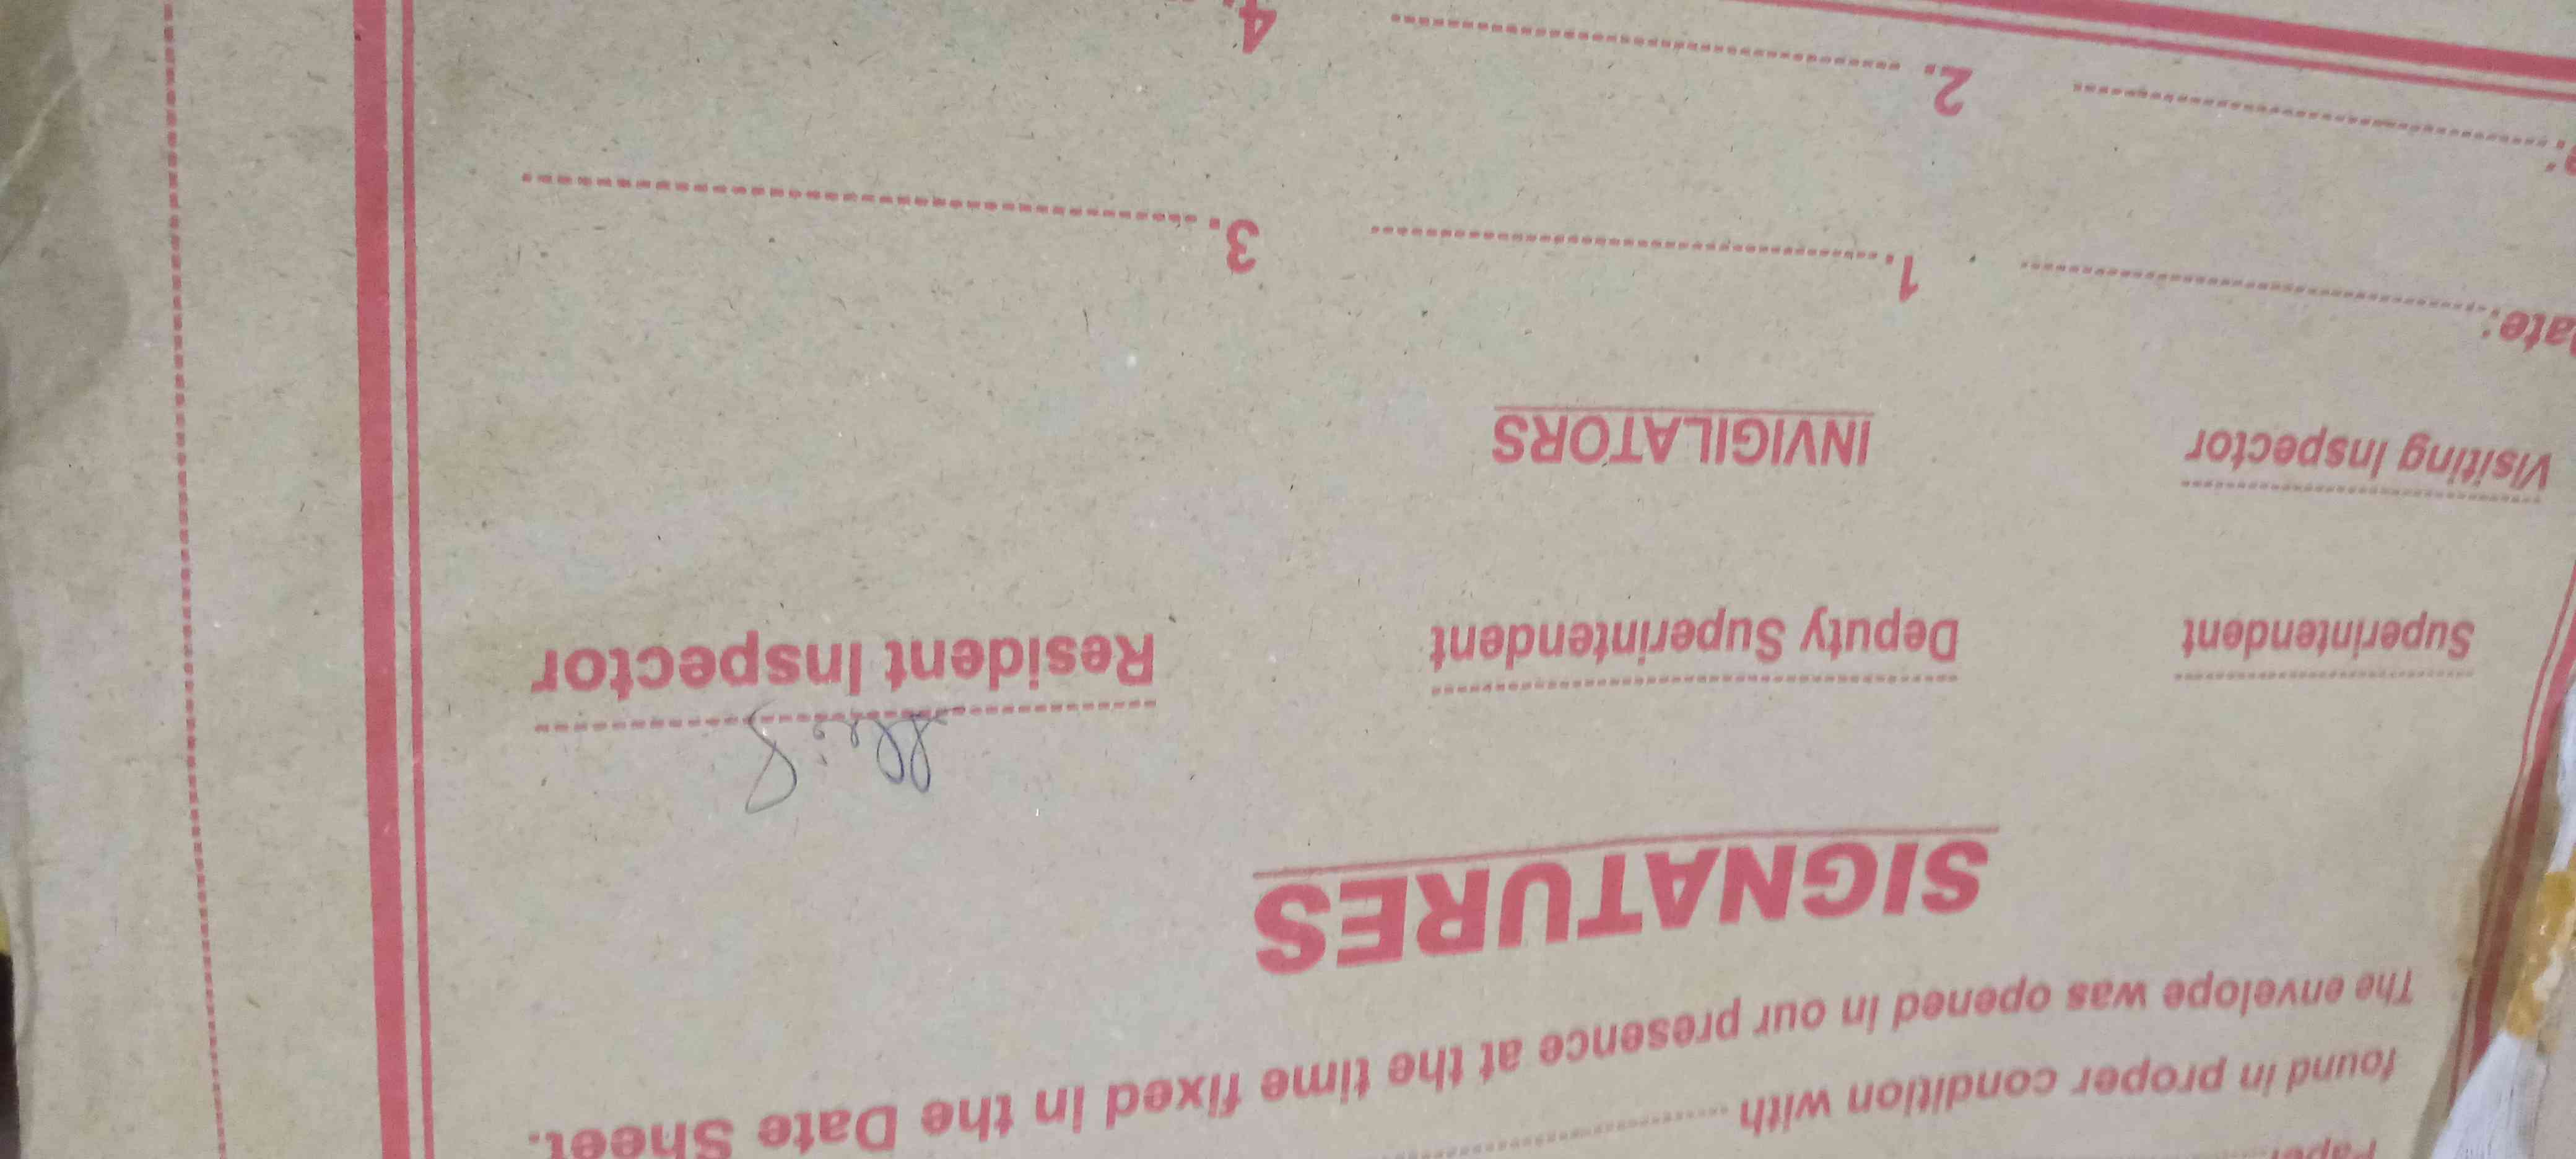 Paper
found in proper condition with
The envelope was opened in our presence at the time fixed in the Date Sheet.
SIGNATURES
Superintendent Deputy Superintendent Resident Inspector
Visiting Inspector INVIGILATORS
ate: 1. 3.
2. 4.